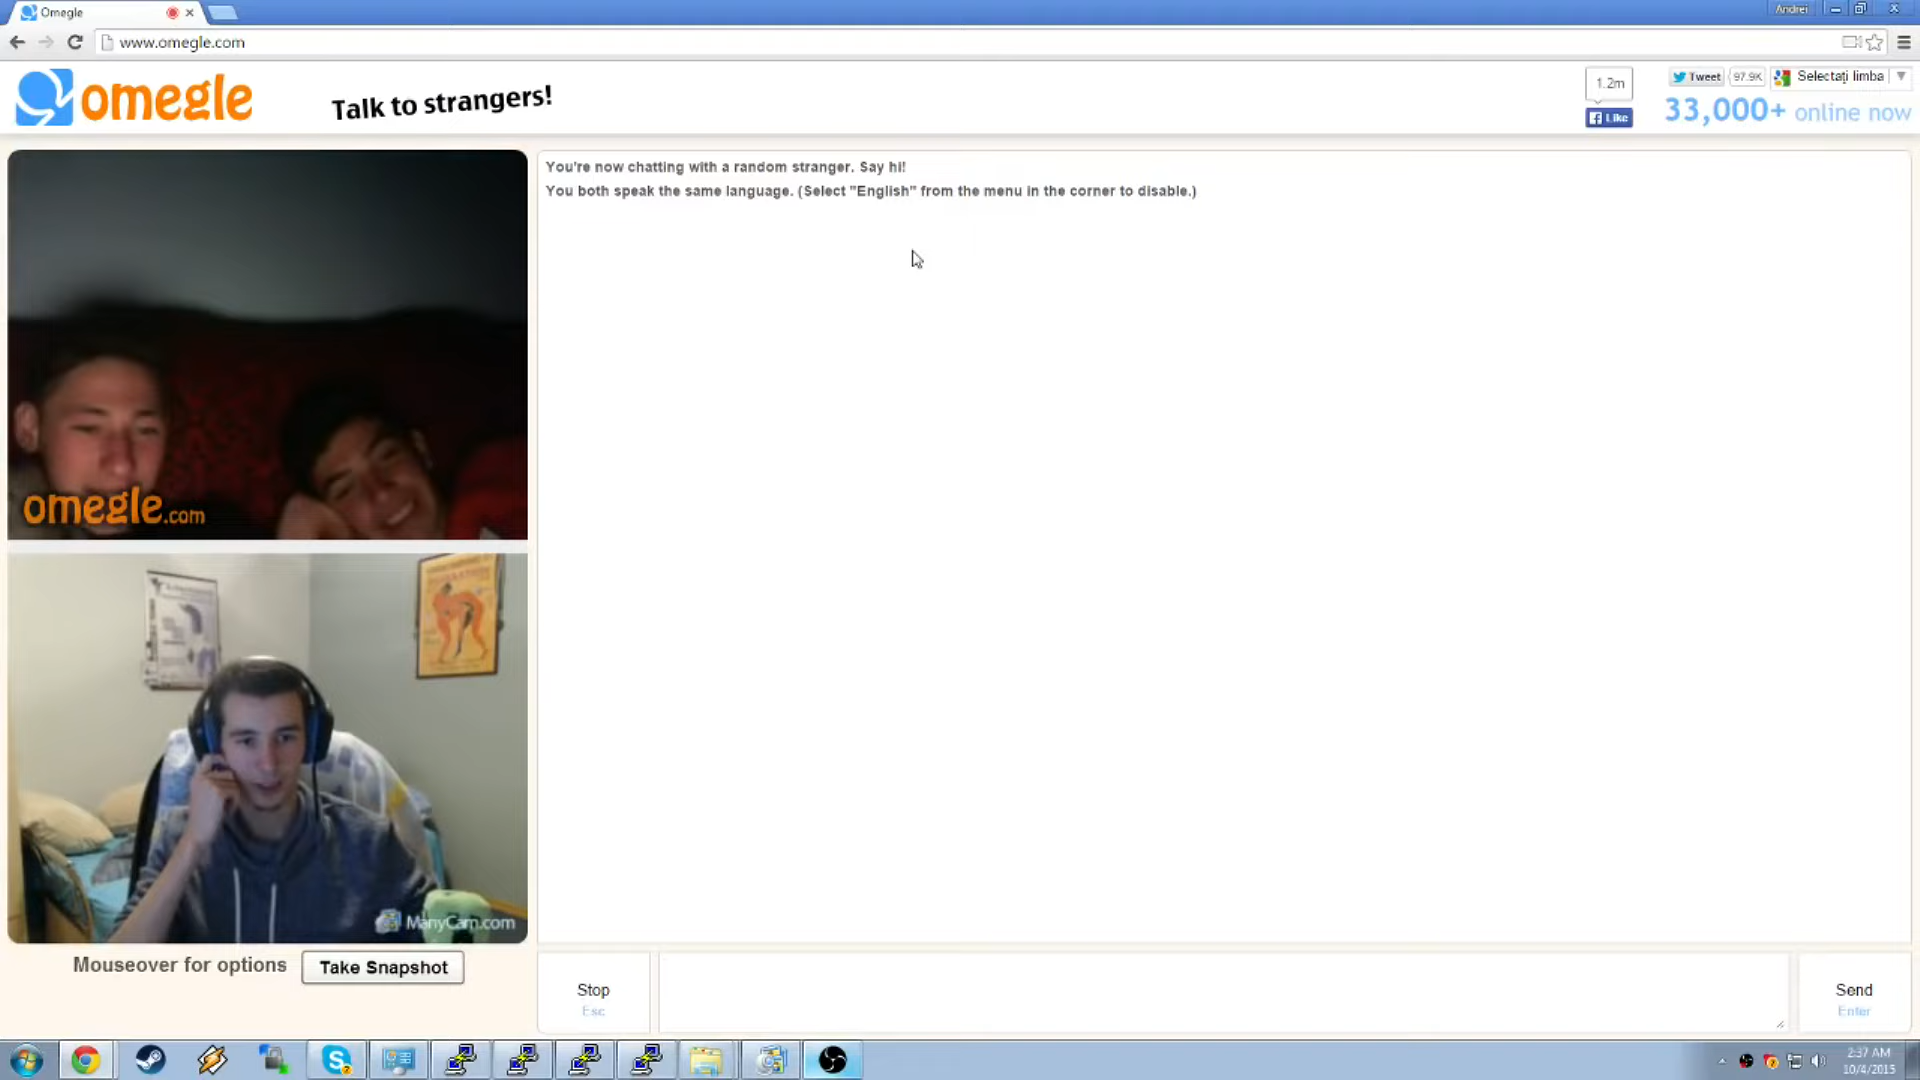 Omegle
Andrei
www.omegle.com
omegle
Talk to strangers!
1.2m
Like
Tweet
97.9K
Selectați limba
33,000+ online now
You're now chatting with a random stranger. Say hi!
You both speak the same language. (Select "English" from the menu in the corner to disable.)
omegle.com
ManyCam.com
Mouseover for options
Take Snapshot
Stop
Esc
Send
Enter
2:37 AM
10/4/2015